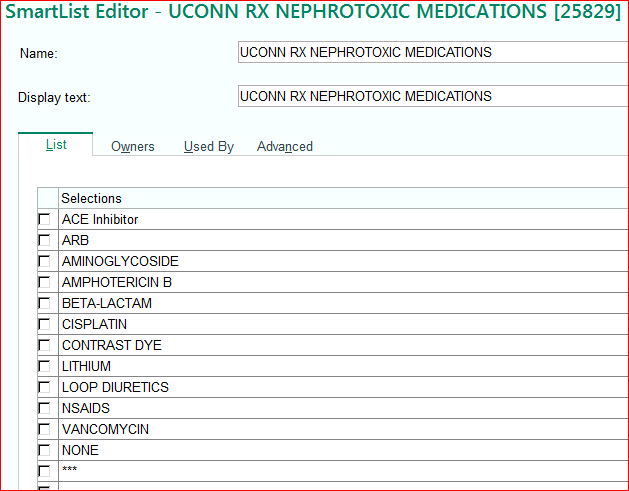 SmartList Editor - UCONN RX NEPHROTOXIC MEDICATIONS [25829]
Name: UCONN RX NEPHROTOXIC MEDICATIONS
Display text: UCONN RX NEPHROTOXIC MEDICATIONS
List Owners Used By Advanced
Selections
ACE Inhibitor
ARB
AMINOGLYCOSIDE
AMPHOTERICIN B
BETA-LACTAM
CISPLATIN
CONTRAST DYE
LITHIUM
LOOP DIURETICS
NSAIDS
VANCOMYCIN
NONE
***